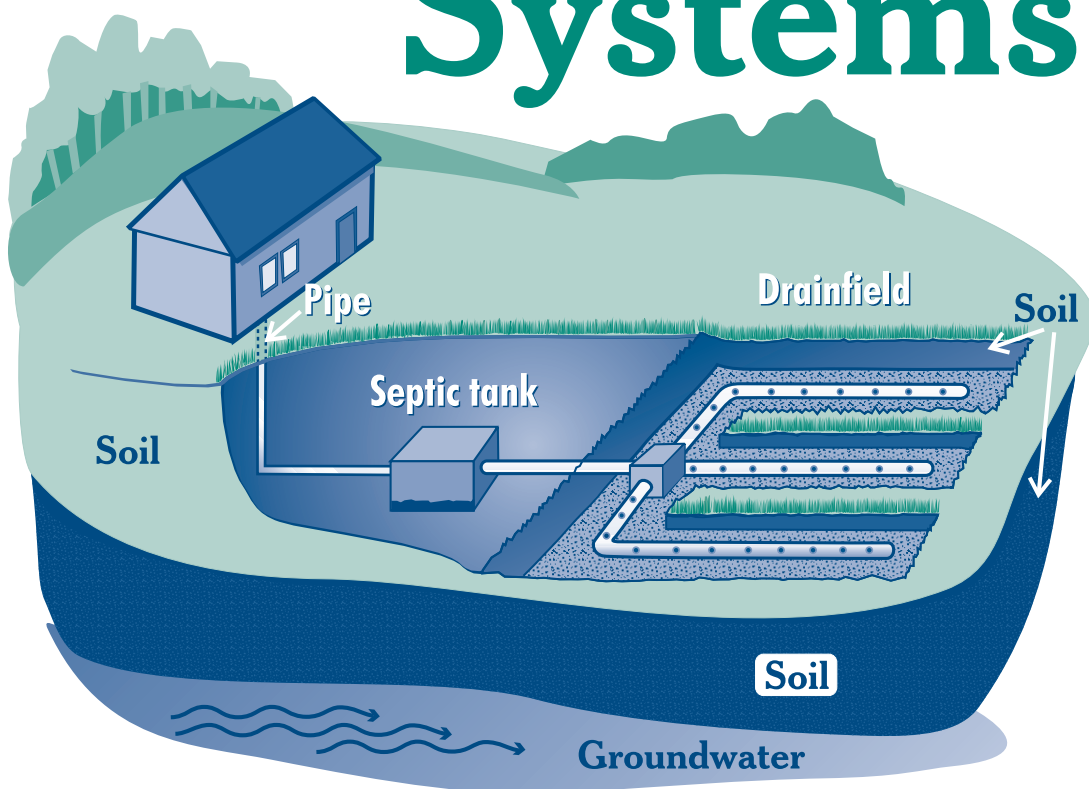 Systems
Drainfield
Pipe
Soil
Septic tank
Soil
Soil
Groundwater